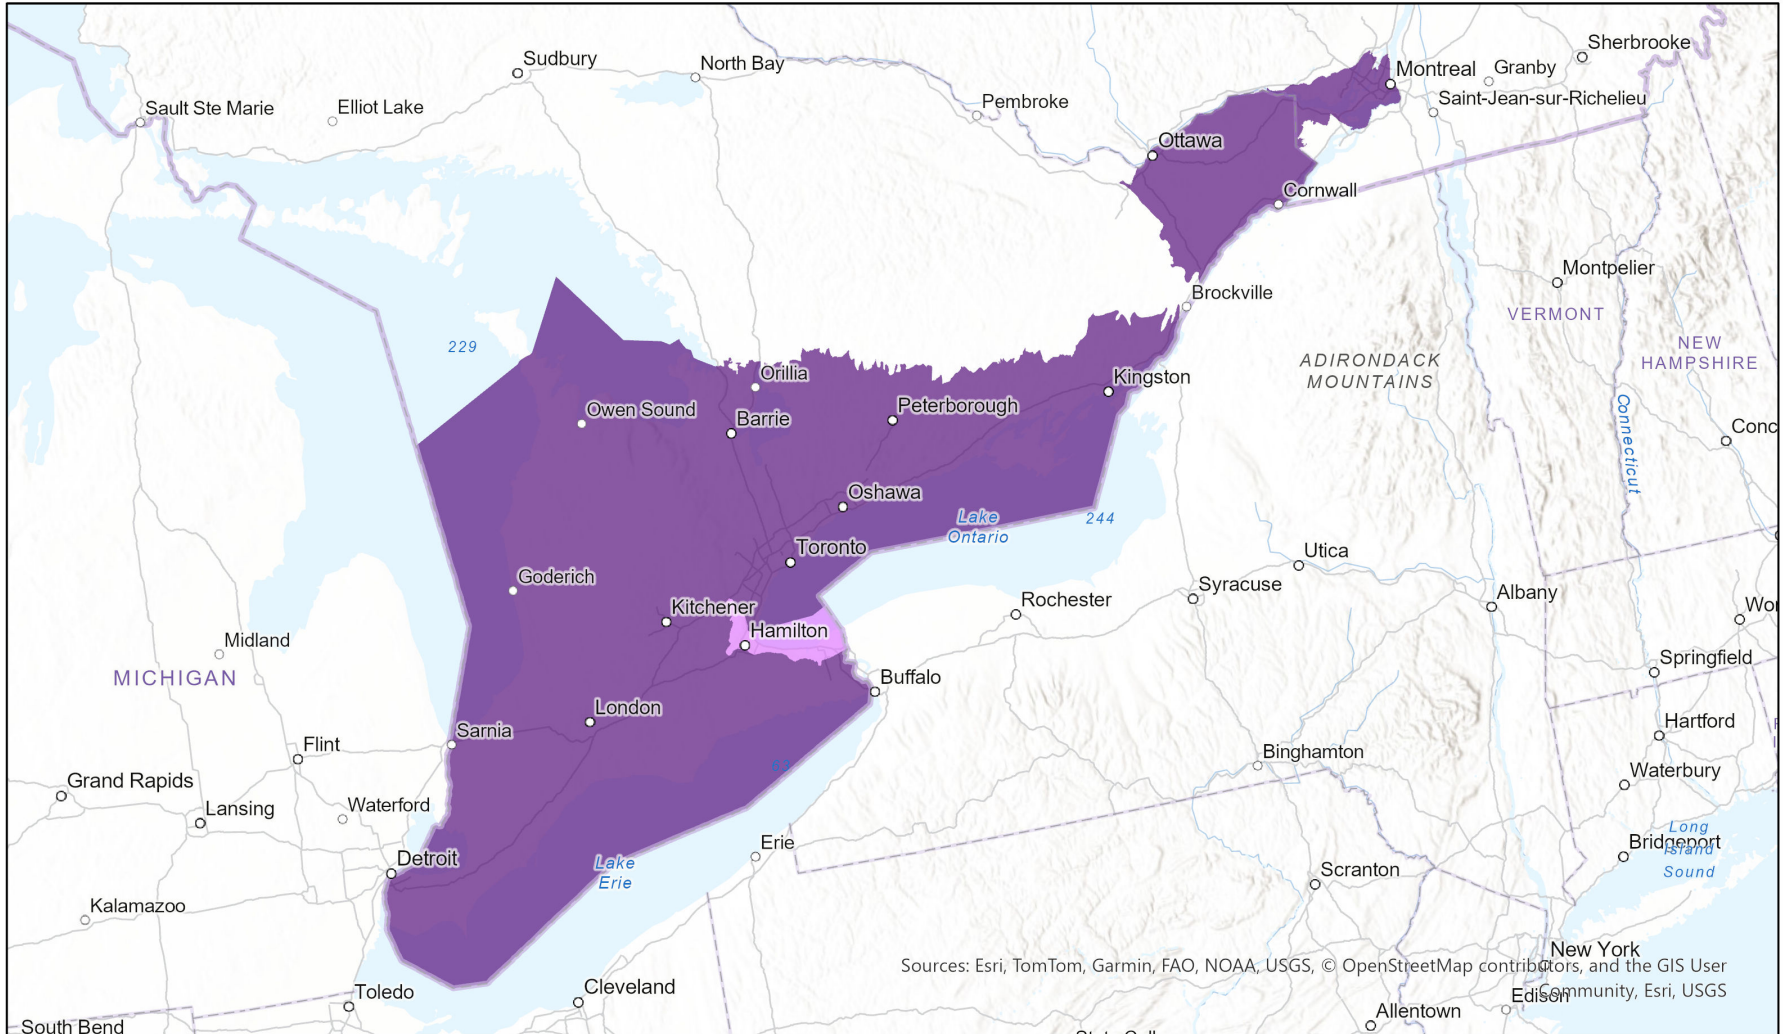 Sherbrooke
Sudbury
North Bay
Montreal
Granby
Sault Ste Marie
Elliot Lake
Pembroke
Saint-Jean-sur-Richelieu
Ottawa
Cornwall
Montpelier
Brockville
VERMONT
229
NEW
HAMPSHIRE
ADIRONDACK
MOUNTAINS
Orillia
Kingston
Owen Sound
Barrie
Peterborough
Connecticut
Conc
Oshawa
Lake
Ontario
244
Toronto
Utica
Goderich
Syracuse
Albany
Kitchener
Rochester
Wor
Hamilton
Midland
MICHIGAN
Buffalo
Springfield
London
Sarnia
Hartford
Flint
Binghamton
82
Waterbury
Grand Rapids
Lansing
Waterford
Long
Island
Sound
Bridgeport
Erie
Detroit
Lake
Erie
Scranton
Kalamazoo
New York
Sources: Esri, TomTom, Garmin, FAO, NOAA, USGS, © OpenStreetMap contributors, and the GIS User
Community, Esri, USGS
Toledo
Cleveland
Edison
Allentown
South Bend